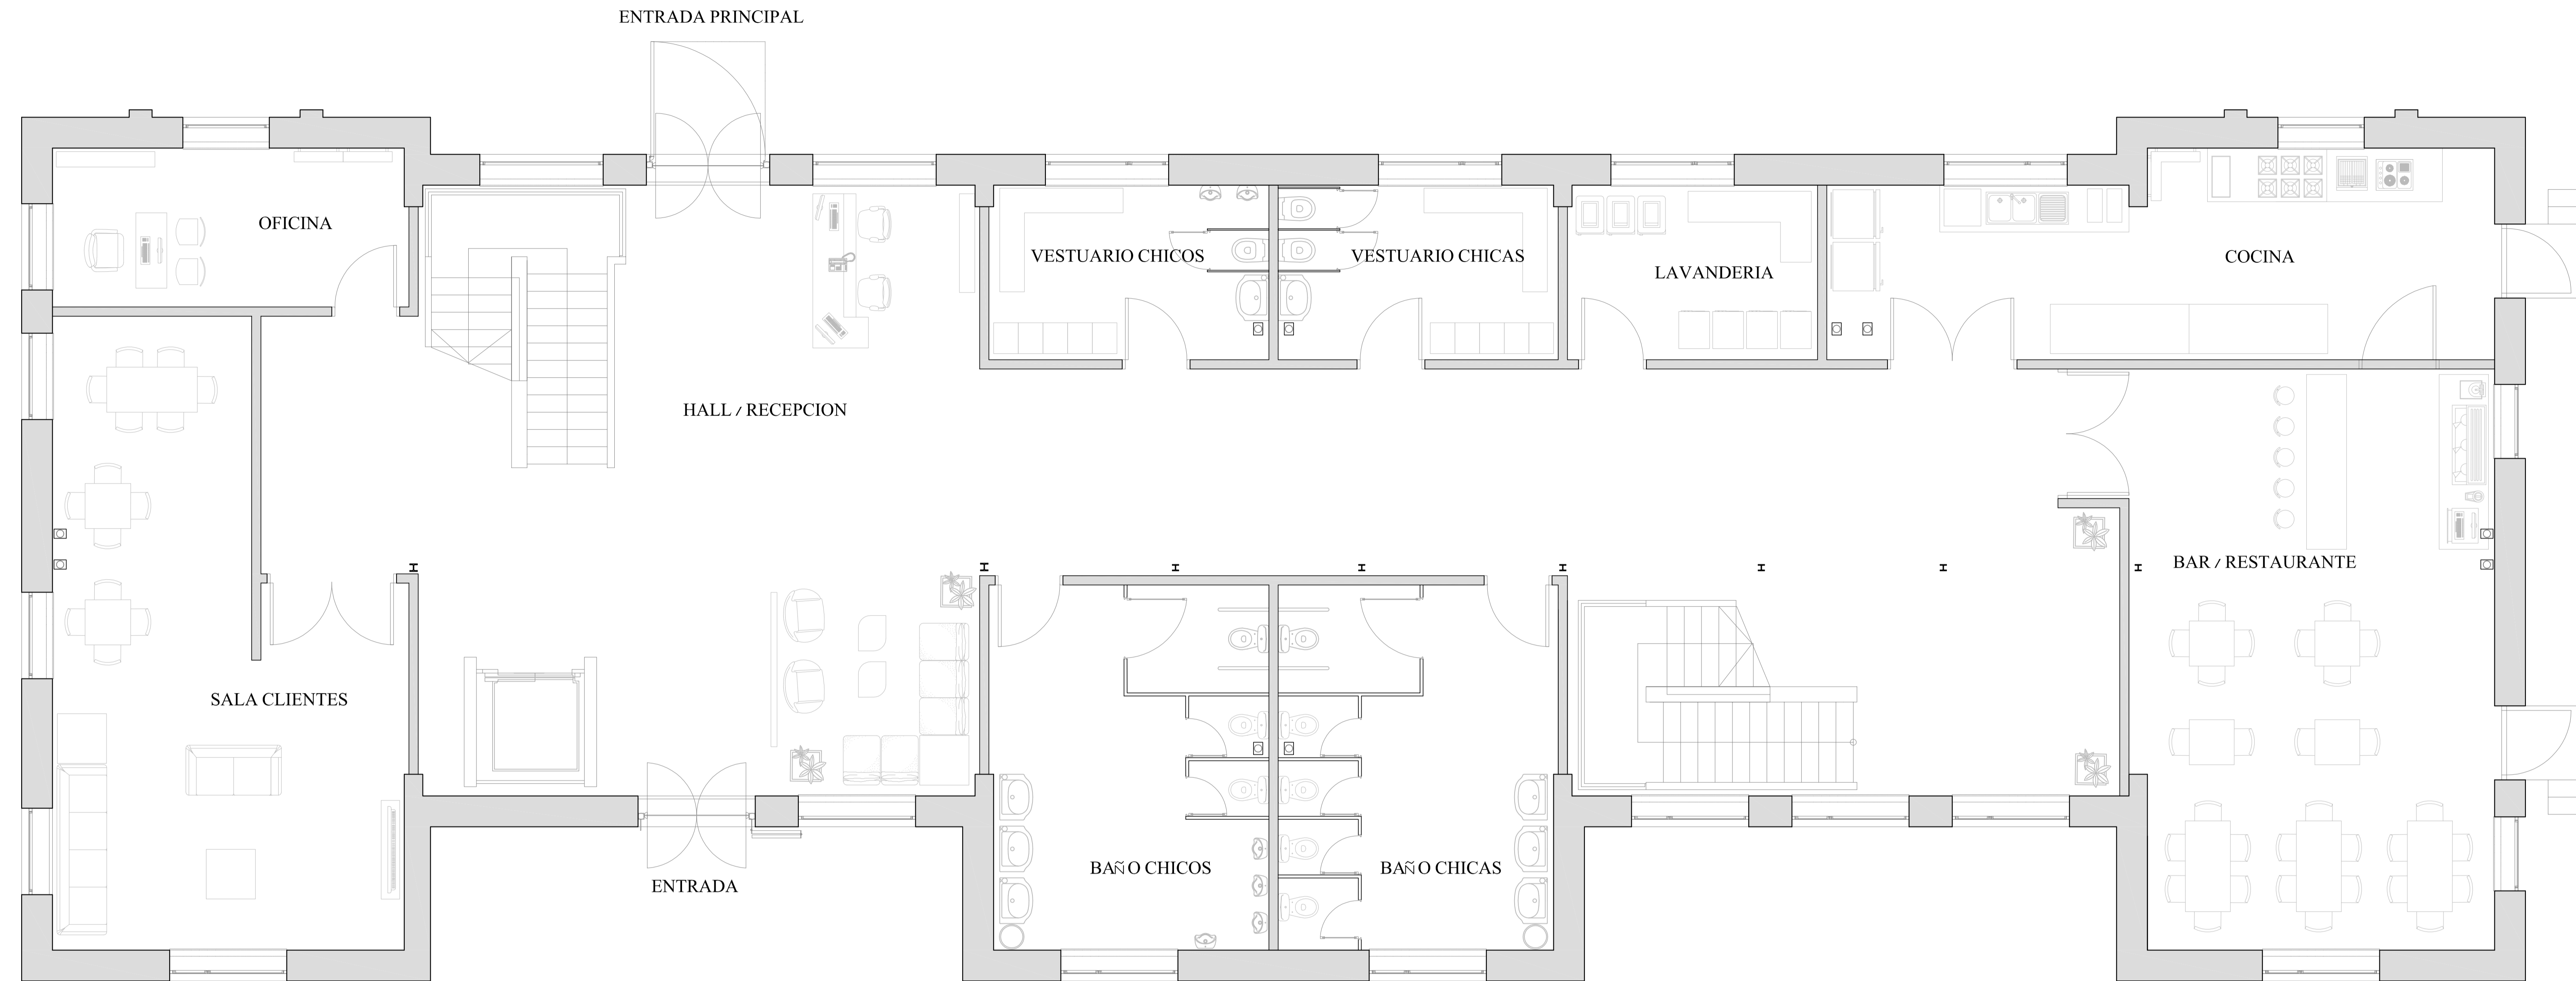 ENTRADA PRINCIPAL
OFICINA
VESTUARIO CHICOS
VESTUARIO CHICAS
LAVANDERIA
COCINA
HALL / RECEPCION
BAR / RESTAURANTE
SALA CLIENTES
BAÑO CHICOS
BAÑO CHICAS
ENTRADA